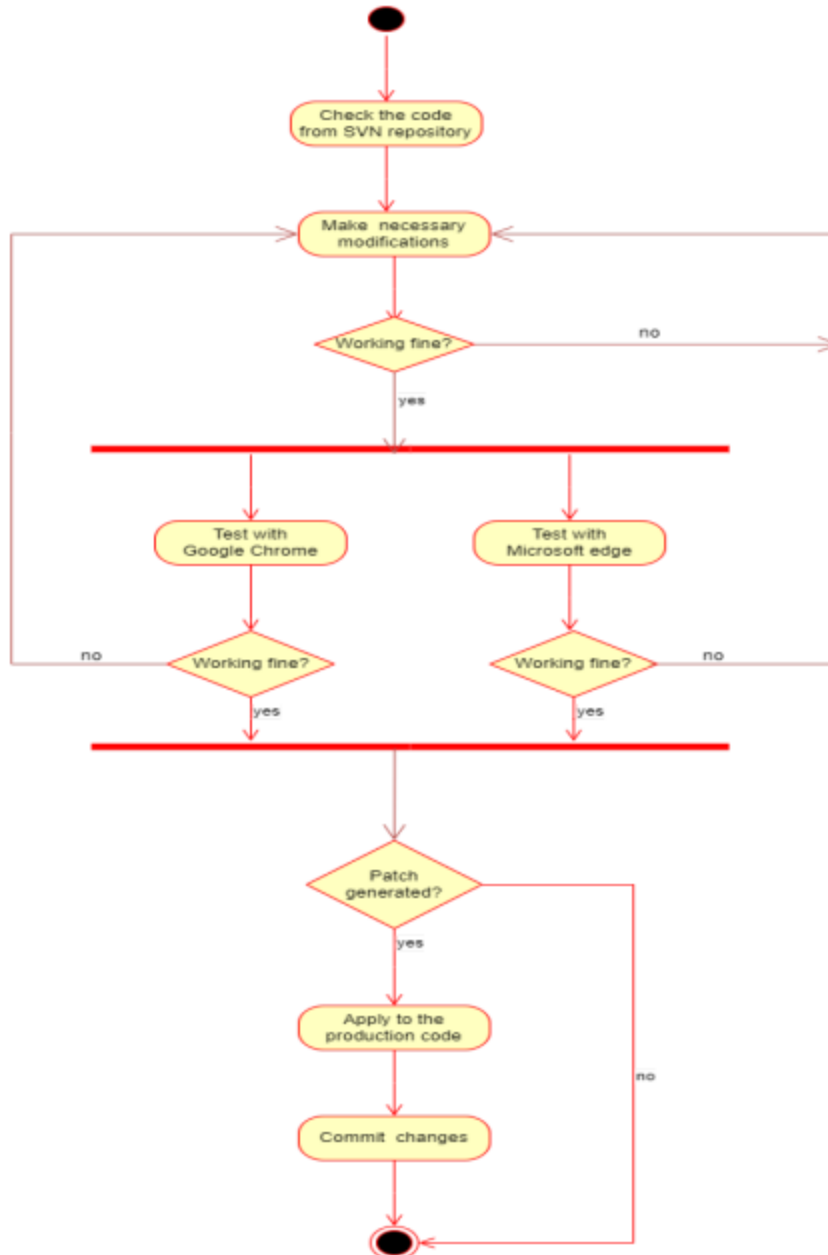 Check the code
from SVN repository
Make necessary
modifications
Working fine?
no
yes
Test with
Google Chrome
Test with
Microsoft edge
no
Working fine?
Working fine?
no
yes
yes
Patch
generated?
yes
Apply to the
production code
no
Commit changes